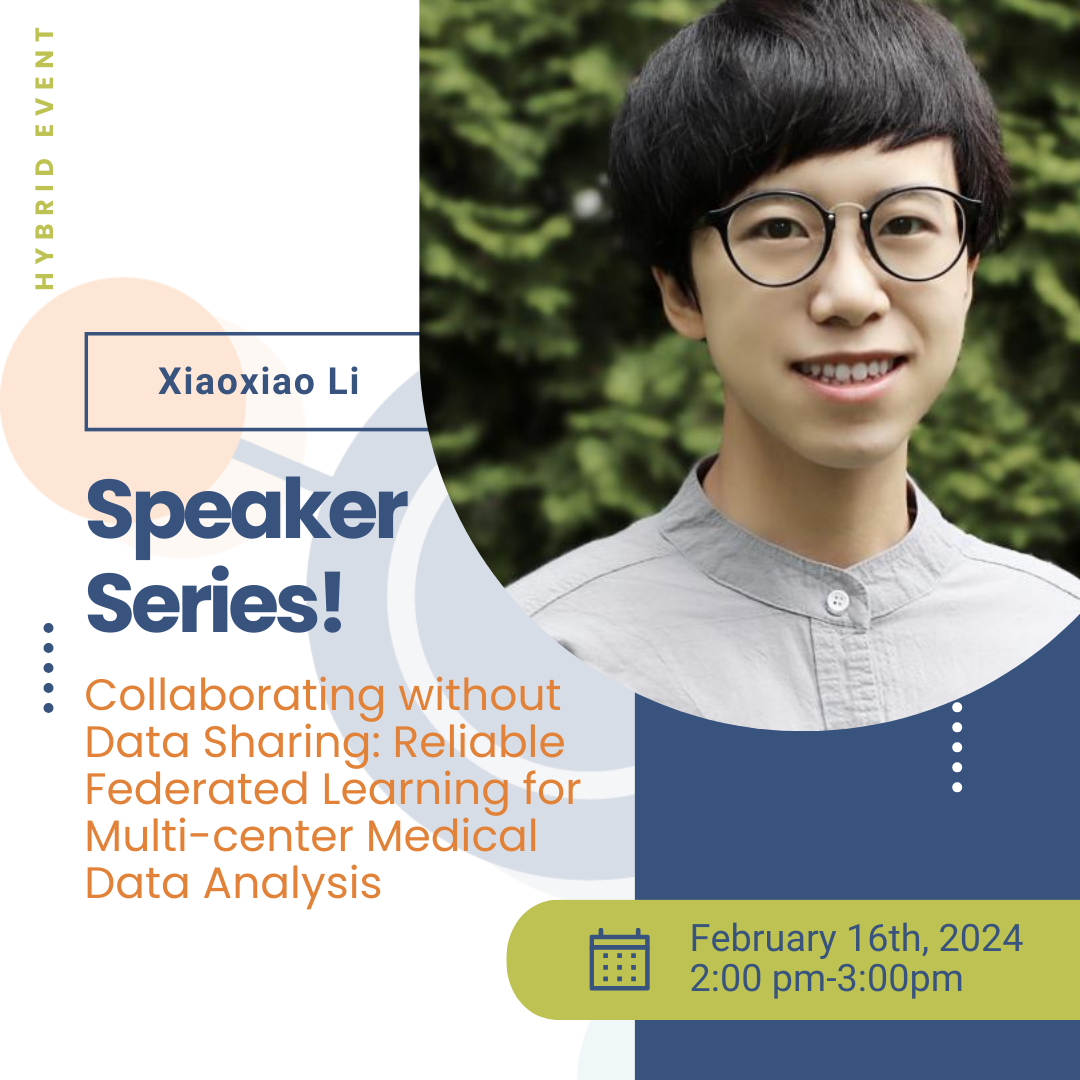 HYBRID EVENT
Xiaoxiao Li
Speaker
Series!
Collaborating without
Data Sharing: Reliable
Federated Learning for
Multi-center Medical
Data Analysis
February 16th, 2024
2:00 pm-3:00pm